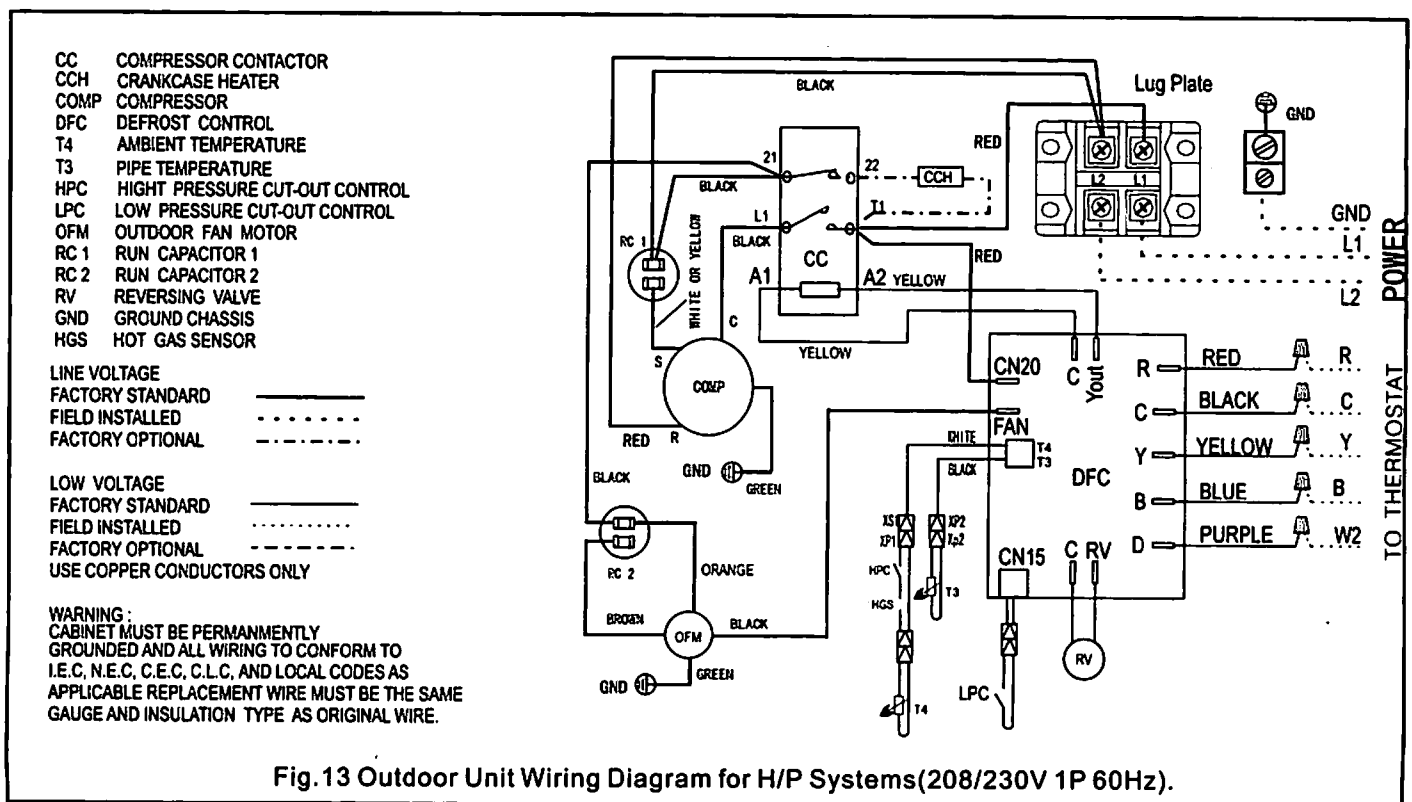 CC COMPRESSOR CONTACTOR
CCH CRANKCASE HEATER
COMP COMPRESSOR
DFC DEFROST CONTROL
T4 AMBIENT TEMPERATURE
T3 PIPE TEMPERATURE
HPC HIGHT PRESSURE CUT-OUT CONTROL
LPC LOW PRESSURE CUT-OUT CONTROL
OFM OUTDOOR FAN MOTOR
RC 1 RUN CAPACITOR 1
RC 2 RUN CAPACITOR 2
RV REVERSING VALVE
GND GROUND CHASSIS
HGS HOT GAS SENSOR
LINE VOLTAGE
FACTORY STANDARD
FIELD INSTALLED
FACTORY OPTIONAL
LOW VOLTAGE
FACTORY STANDARD
FIELD INSTALLED
FACTORY OPTIONAL
USE COPPER CONDUCTORS ONLY
WARNING :
CABINET MUST BE PERMANMENTLY
GROUNDED AND ALL WIRING TO CONFORM TO
I.E.C, N.E.C, C.E.C, C.L.C, AND LOCAL CODES AS
APPLICABLE REPLACEMENT WIRE MUST BE THE SAME
GAUGE AND INSULATION TYPE AS ORIGINAL WIRE.
BLACK
Lug Plate
GND
RED
L2 L1
21
22
CCH
BLACK
T1
L1
BLACK
CC
RED
RC 1
WHITE OR YELLOW
A1
A2 YELLOW
C
YELLOW
S
COMP
RED R
GND
GREEN
GND
L1
L2
POWER
TO THERMOSTAT
CN20
C
Yout
FAN
DFC
R RED R
C BLACK C
Y YELLOW Y
B BLUE B
D PURPLE W2
WHITE
BLACK
T4
T3
CN15
C RV
RV
BLACK
RC 2
ORANGE
BROWN
OFM
BLACK
GREEN
GND
XS1
XP1
XP2
Xp2
HPC
HGS
T3
T4
LPC
Fig.13 Outdoor Unit Wiring Diagram for H/P Systems(208/230V 1P 60Hz).